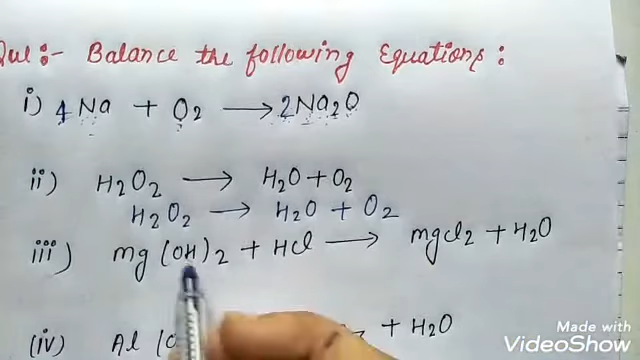 Que:- Balance the following Equations:
i) 4Na + O2 → 2Na2O
ii) H2O2 → H2O + O2
H2O2 → H2O + O2
iii) mg(OH)2 + HCl → mgcl2 + H2O
(iv) Al (O + H2O
Made with
VideoShow